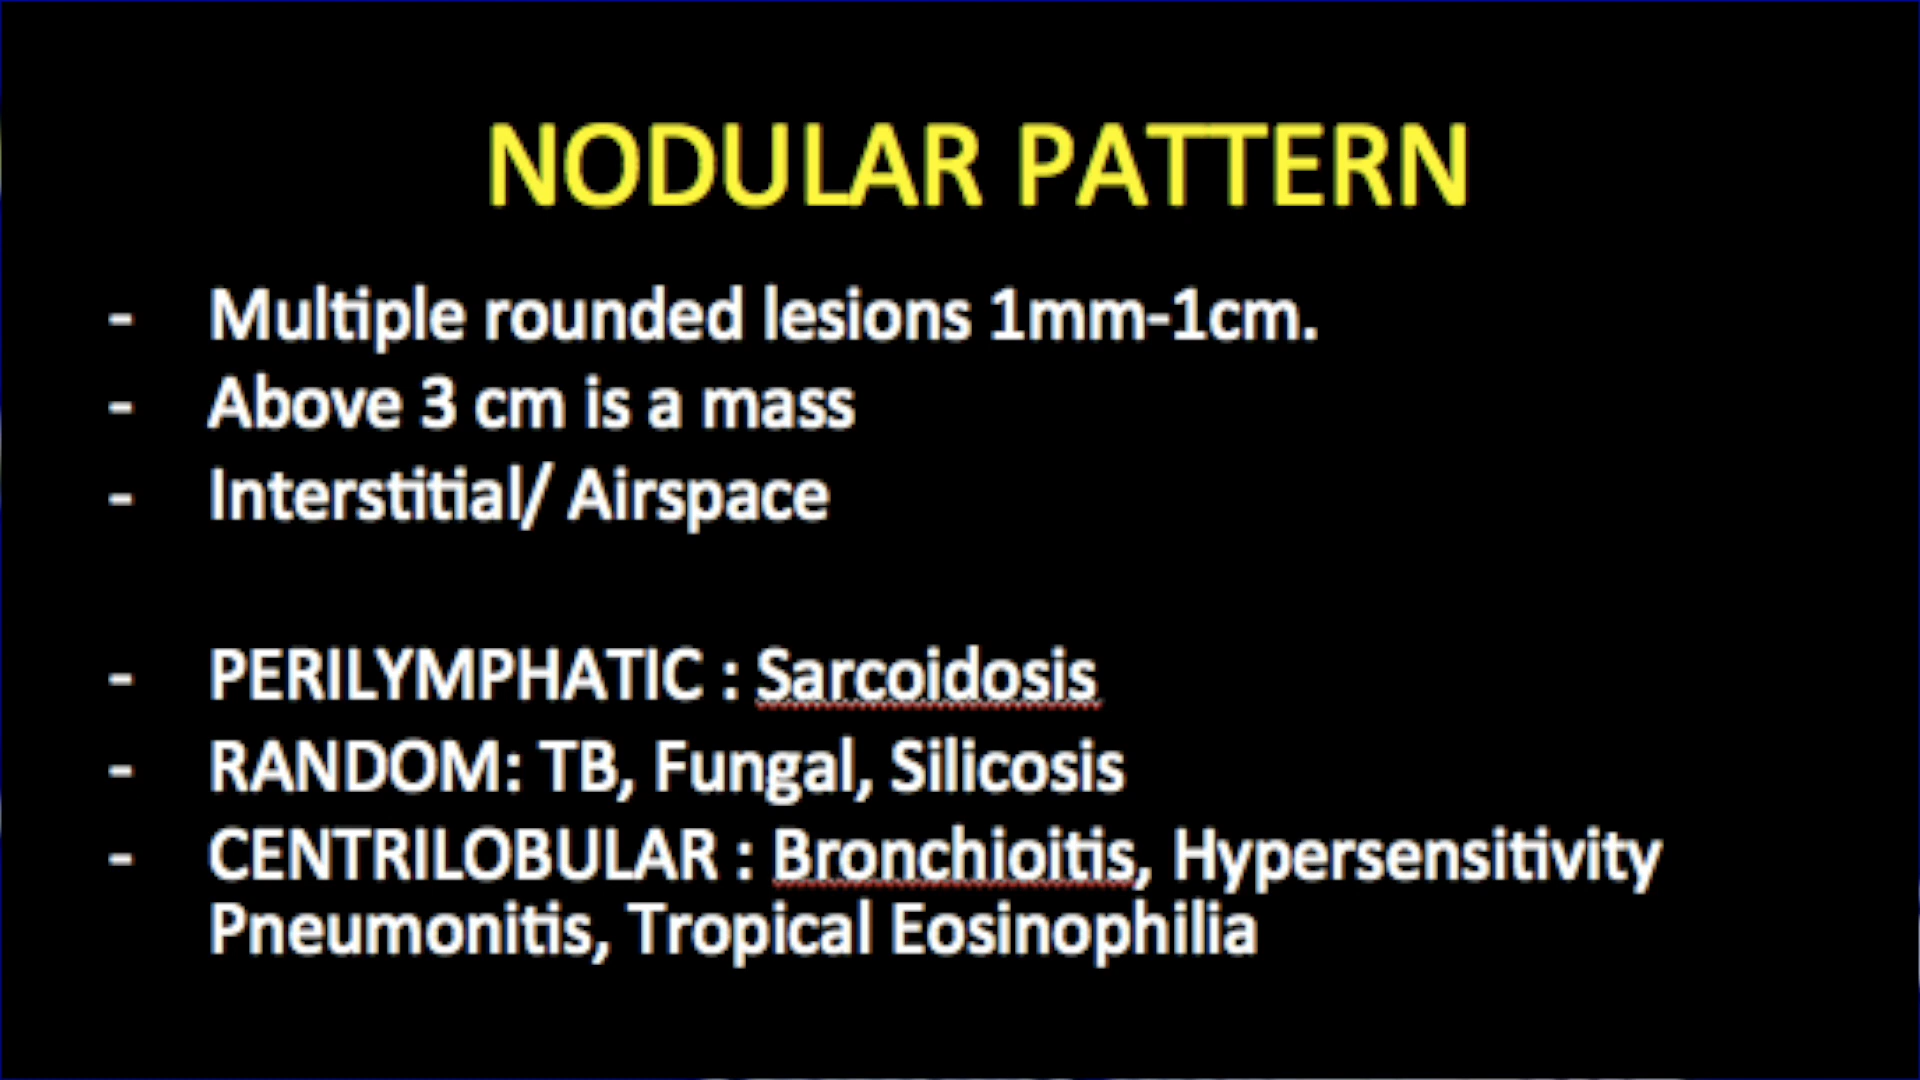 NODULAR PATTERN
- Multiple rounded lesions 1mm-1cm.
- Above 3 cm is a mass
- Interstitial/ Airspace
- PERILYMPHATIC : Sarcoidosis
- RANDOM: TB, Fungal, Silicosis
- CENTRILOBULAR : Bronchioitis, Hypersensitivity
Pneumonitis, Tropical Eosinophilia